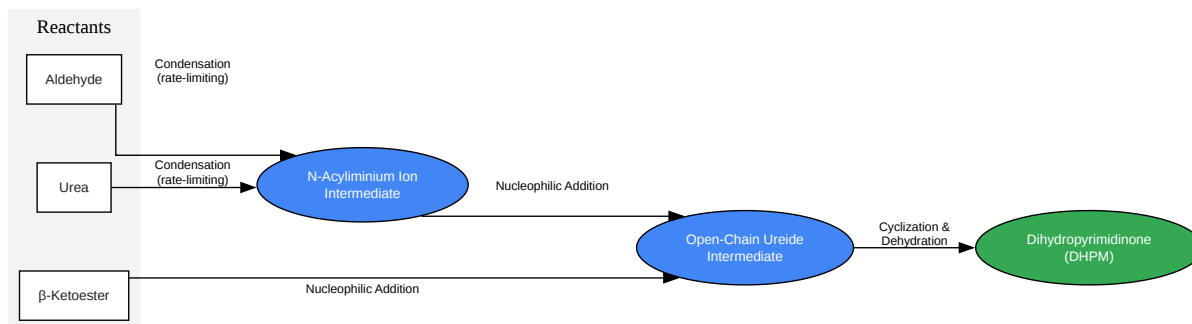 Reactants
Aldehyde
Condensation
(rate-limiting)
Urea
Condensation
(rate-limiting)
N-Acyliminium Ion
Intermediate
Nucleophilic Addition
β-Ketoester
Nucleophilic Addition
Open-Chain Ureide
Intermediate
Cyclization &
Dehydration
Dihydropyrimidinone
(DHPM)